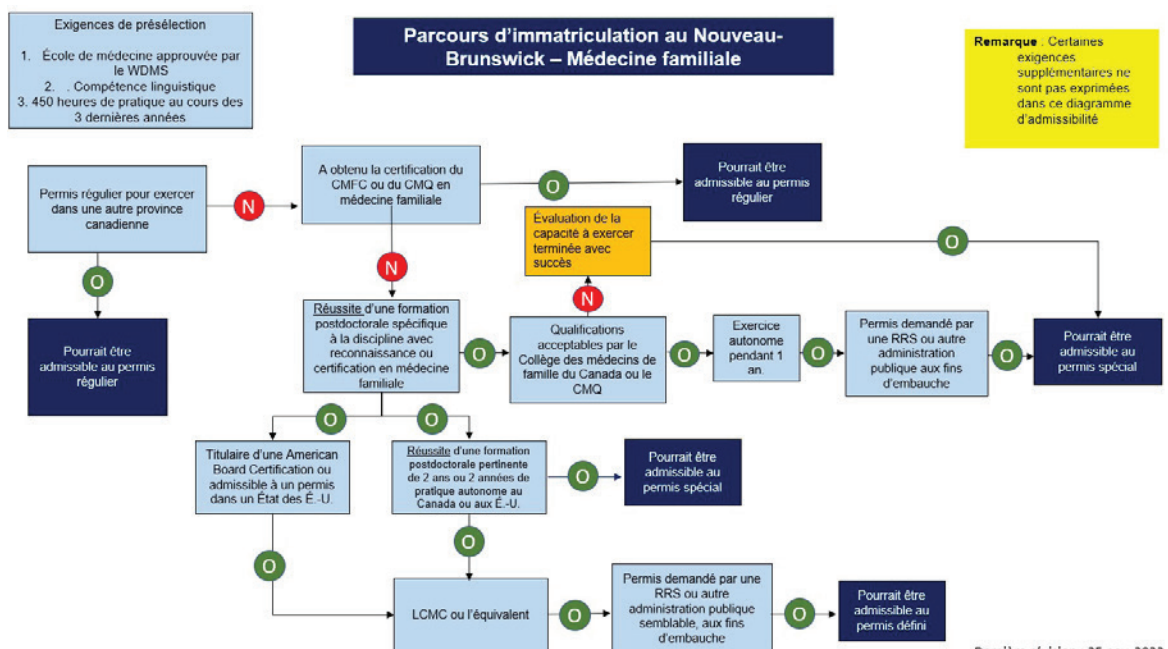 Exigences de présélection
1. École de médecine approuvée par
le WDMS
2. . Compétence linguistique
3. 450 heures de pratique au cours des
3 dernières années
Parcours d'immatriculation au Nouveau-
Brunswick – Médecine familiale
Remarque : Certaines
exigences
supplémentaires ne
sont pas exprimées
dans ce diagramme
d'admissibilité
Permis régulier pour exercer
dans une autre province
canadienne
N
A obtenu la certification du
CMFC ou du CMQ en
médecine familiale
O
Pourrait être
admissible au permis
régulier
O
Pourrait être
admissible au permis
régulier
N
Évaluation de la
capacité à exercer
terminée avec
succès
O
N
Réussite d'une formation
postdoctorale spécifique
à la discipline avec
reconnaissance ou
certification en médecine
familiale
O
Qualifications
acceptables par le
Collège des médecins de
famille du Canada ou le
CMQ
O
Exercice
autonome
pendant 1
an.
O
Permis demandé par
une RRS ou autre
administration
publique aux fins
d'embauche
O
Pourrait être
admissible au
permis spécial
O
O
Titulaire d'une American
Board Certification ou
admissible à un permis
dans un État des É.-U.
Réussite d'une formation
postdoctorale pertinente
de 2 ans ou 2 années de
pratique autonome au
Canada ou aux É.-U.
O
Pourrait être
admissible au
permis spécial
O
O
LCMC ou l'équivalent
O
Permis demandé par une
RRS ou autre
administration publique
semblable, aux fins
d'embauche
O
Pourrait être
admissible au
permis défini